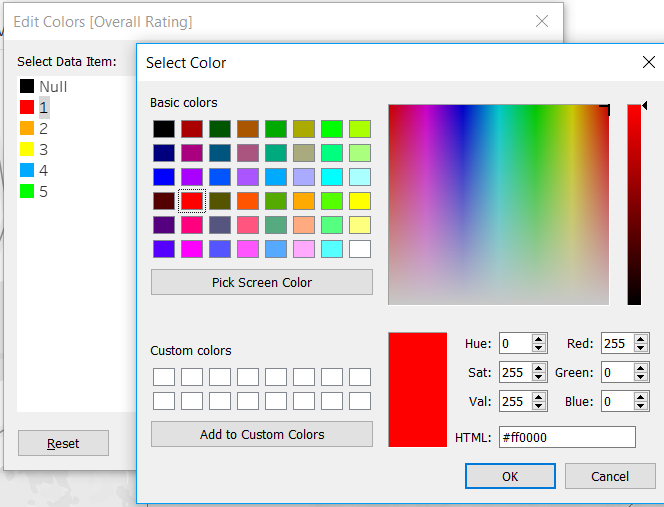 Edit Colors [Overall Rating]
Select Data Item:
Null
1
2
3
4
5
Reset
Select Color
Basic colors
Pick Screen Color
Custom colors
Add to Custom Colors
Hue: 0 Red: 255
Sat: 255 Green: 0
Val: 255 Blue: 0
HTML: #ff0000
OK Cancel